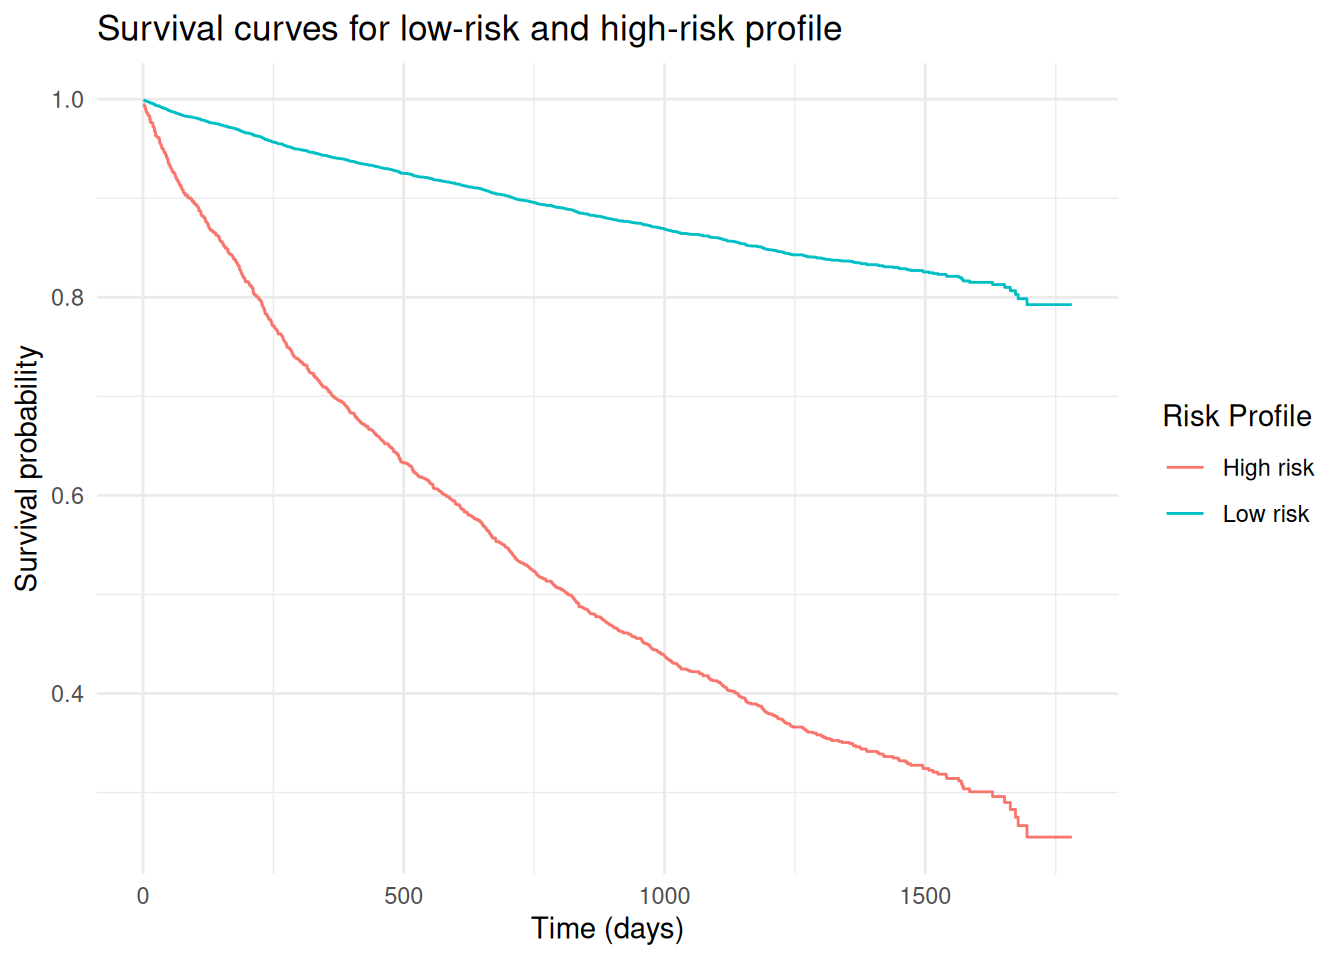 Survival curves for low-risk and high-risk profile
1.0
0.8
0.6
0.4
Survival probability
0
500
1000
1500
Time (days)
Risk Profile
High risk
Low risk